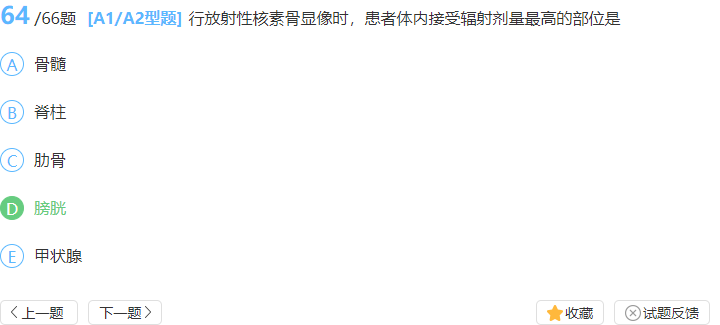 64 /66题 [A1/A2型题] 行放射性核素骨显像时，患者体内接受辐射剂量最高的部位是
A 骨髓
B 脊柱
C 肋骨
D 膀胱
E 甲状腺
上一题 下一题 收藏 试题反馈